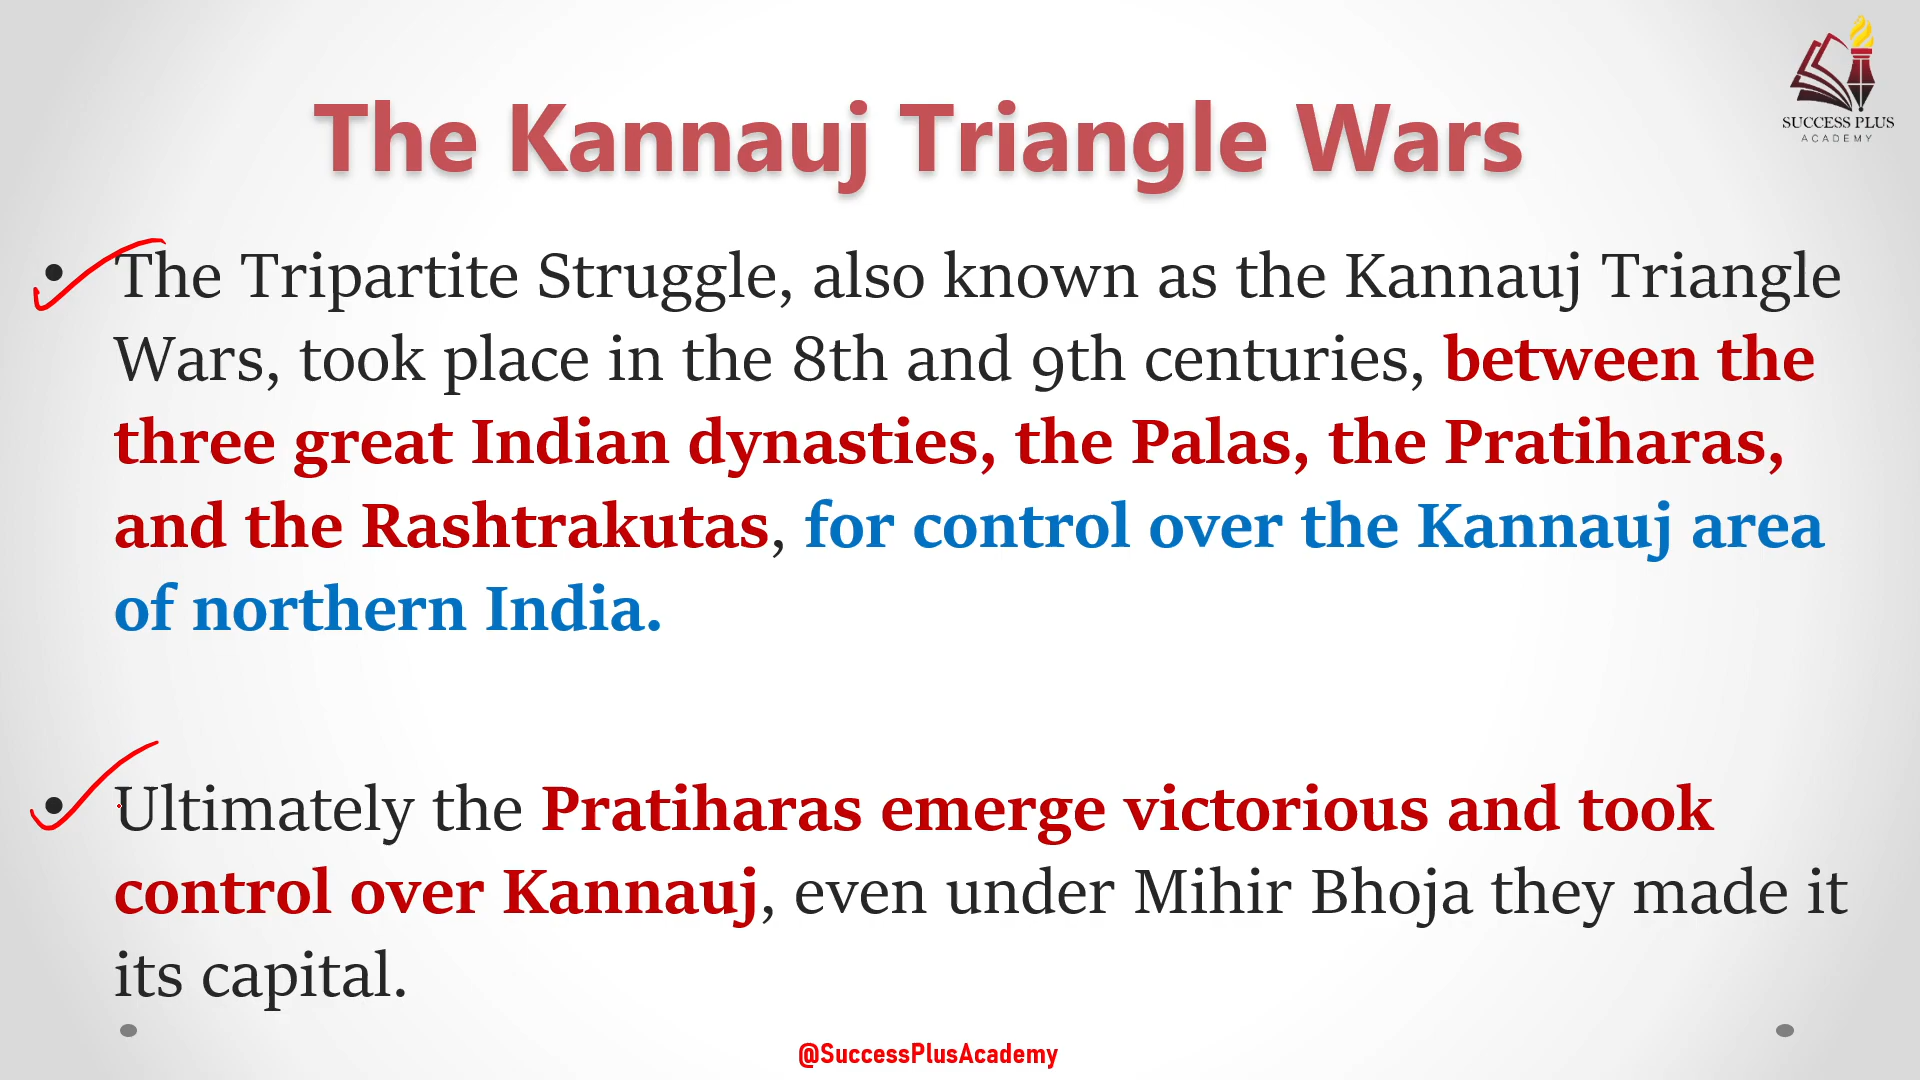 SUCCESS PLUS
ACADEMY
The Kannauj Triangle Wars
• The Tripartite Struggle, also known as the Kannauj Triangle
Wars, took place in the 8th and 9th centuries, between the
three great Indian dynasties, the Palas, the Pratiharas,
and the Rashtrakutas, for control over the Kannauj area
of northern India.
• Ultimately the Pratiharas emerge victorious and took
control over Kannauj, even under Mihir Bhoja they made it
its capital.
@SuccessPlusAcademy